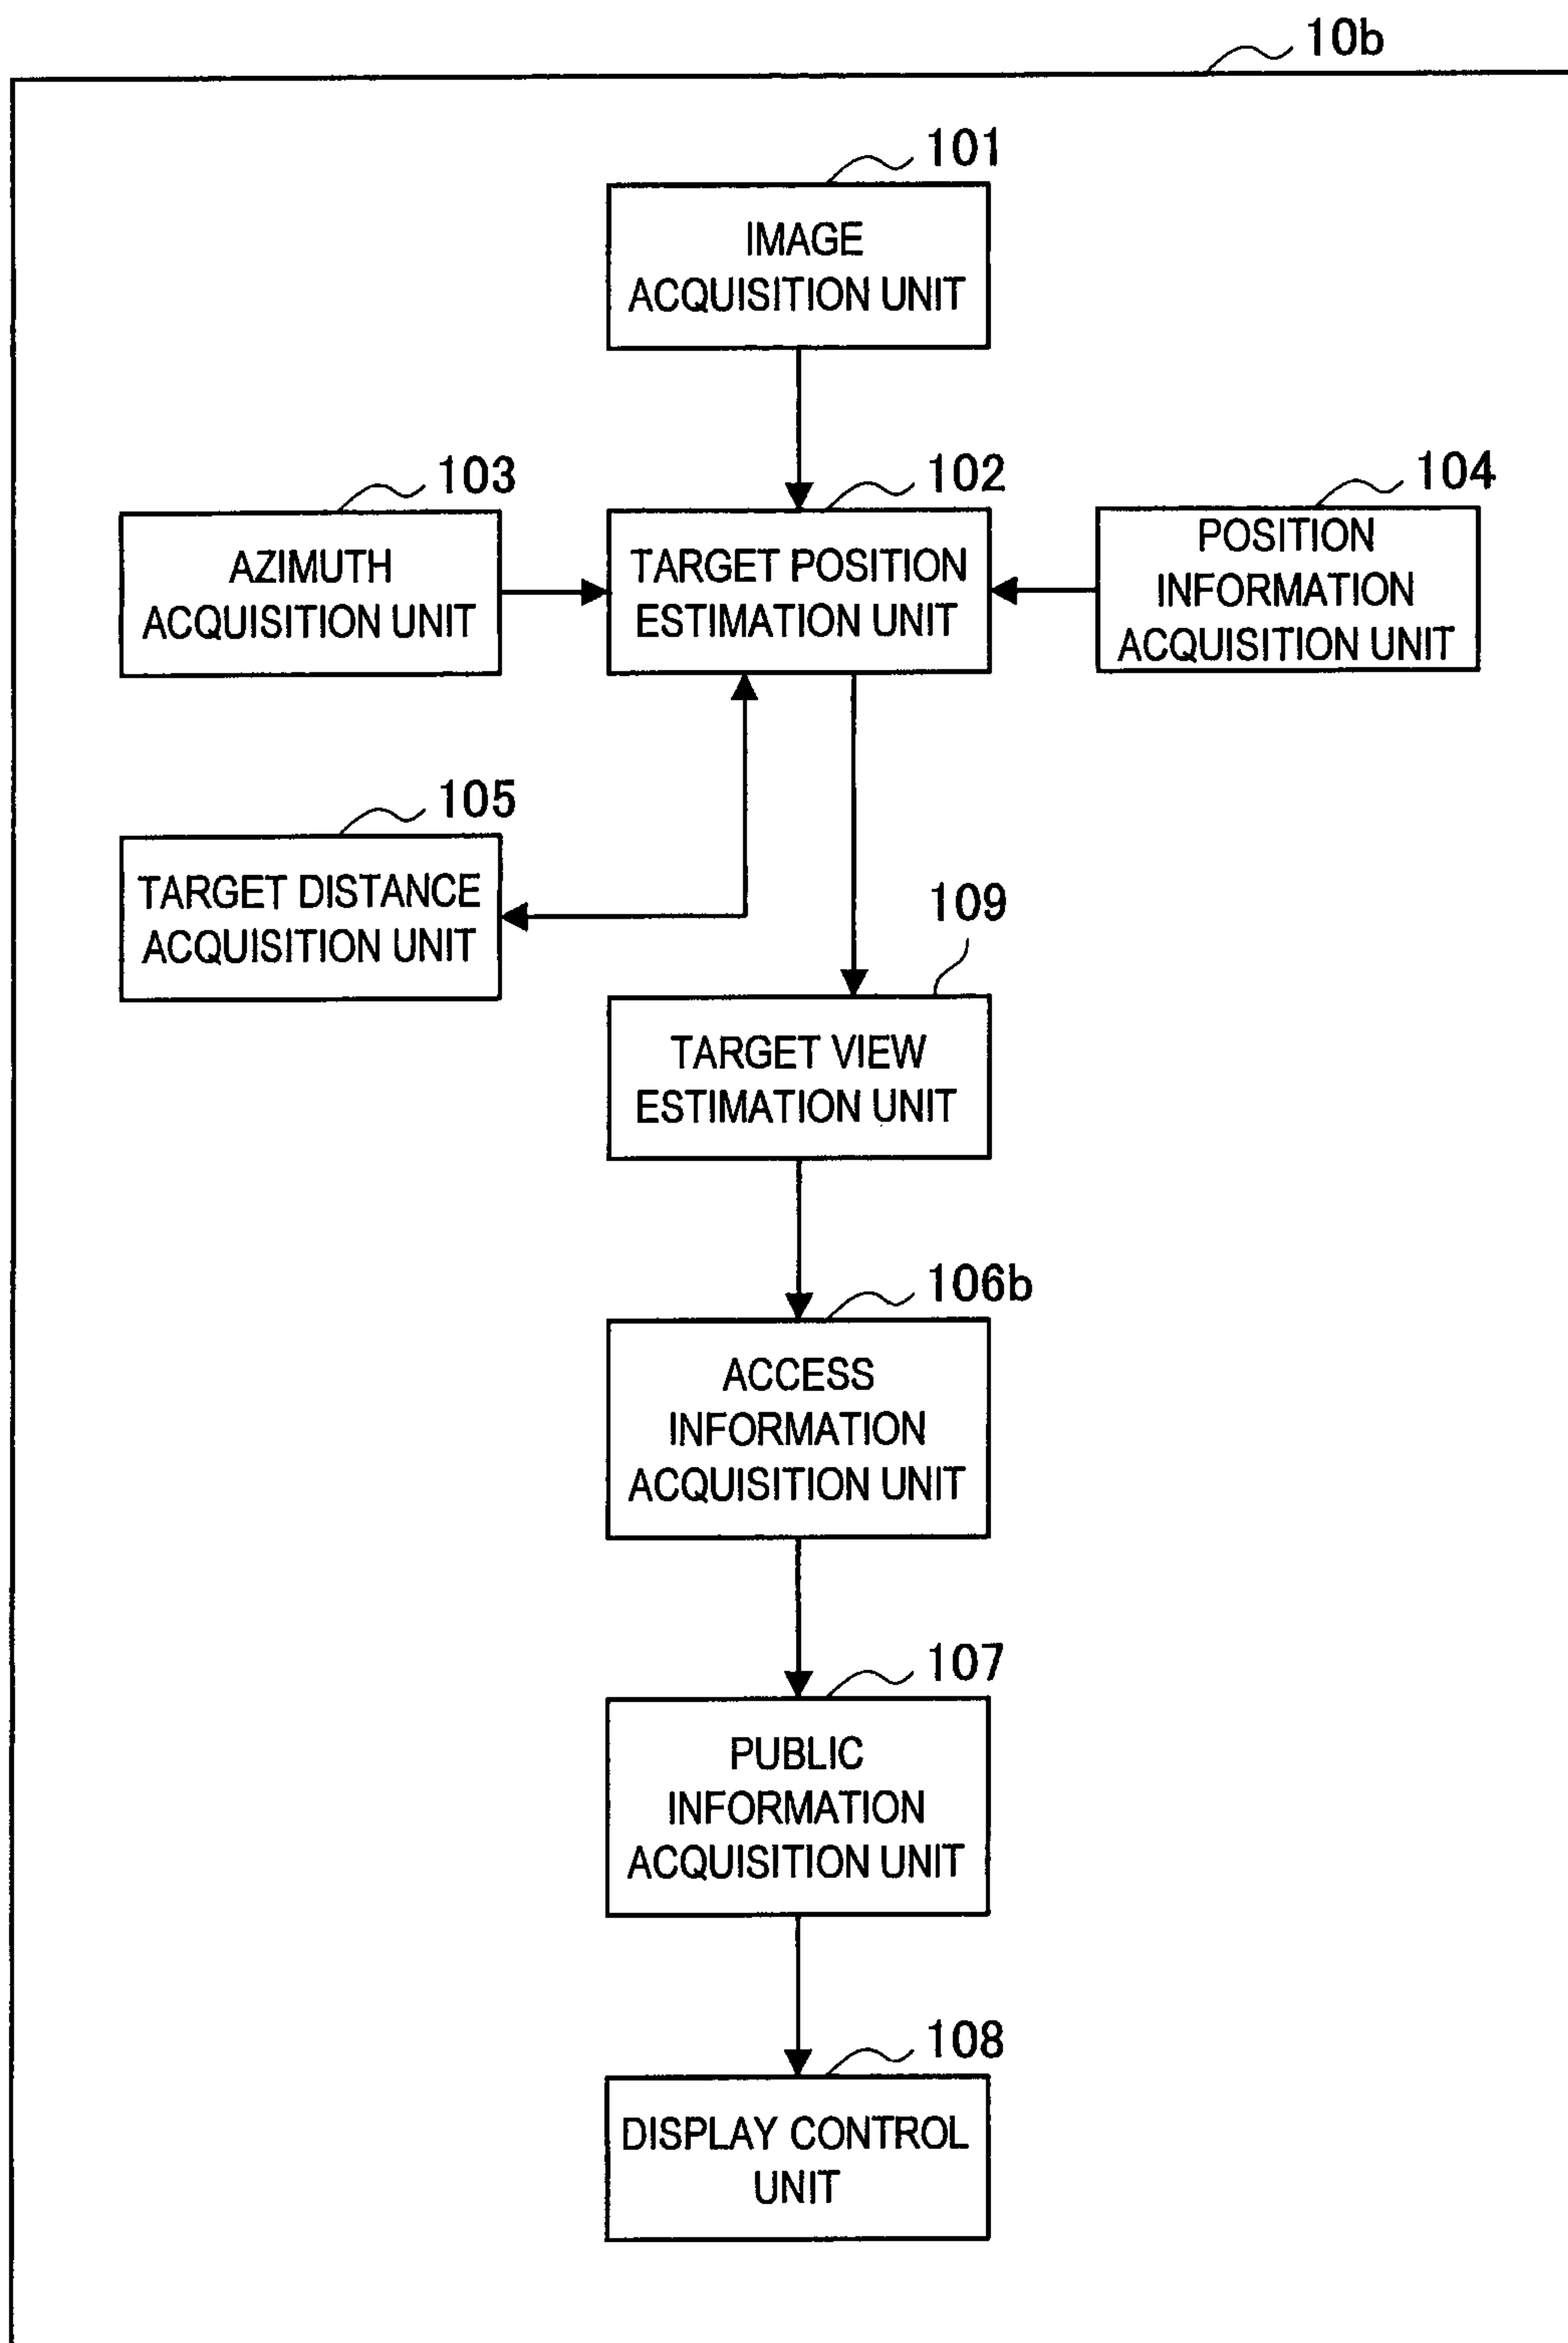 10b
101
IMAGE
ACQUISITION UNIT
103
AZIMUTH
ACQUISITION UNIT
102
TARGET POSITION
ESTIMATION UNIT
104
POSITION
INFORMATION
ACQUISITION UNIT
105
TARGET DISTANCE
ACQUISITION UNIT
109
TARGET VIEW
ESTIMATION UNIT
106b
ACCESS
INFORMATION
ACQUISITION UNIT
107
PUBLIC
INFORMATION
ACQUISITION UNIT
108
DISPLAY CONTROL
UNIT